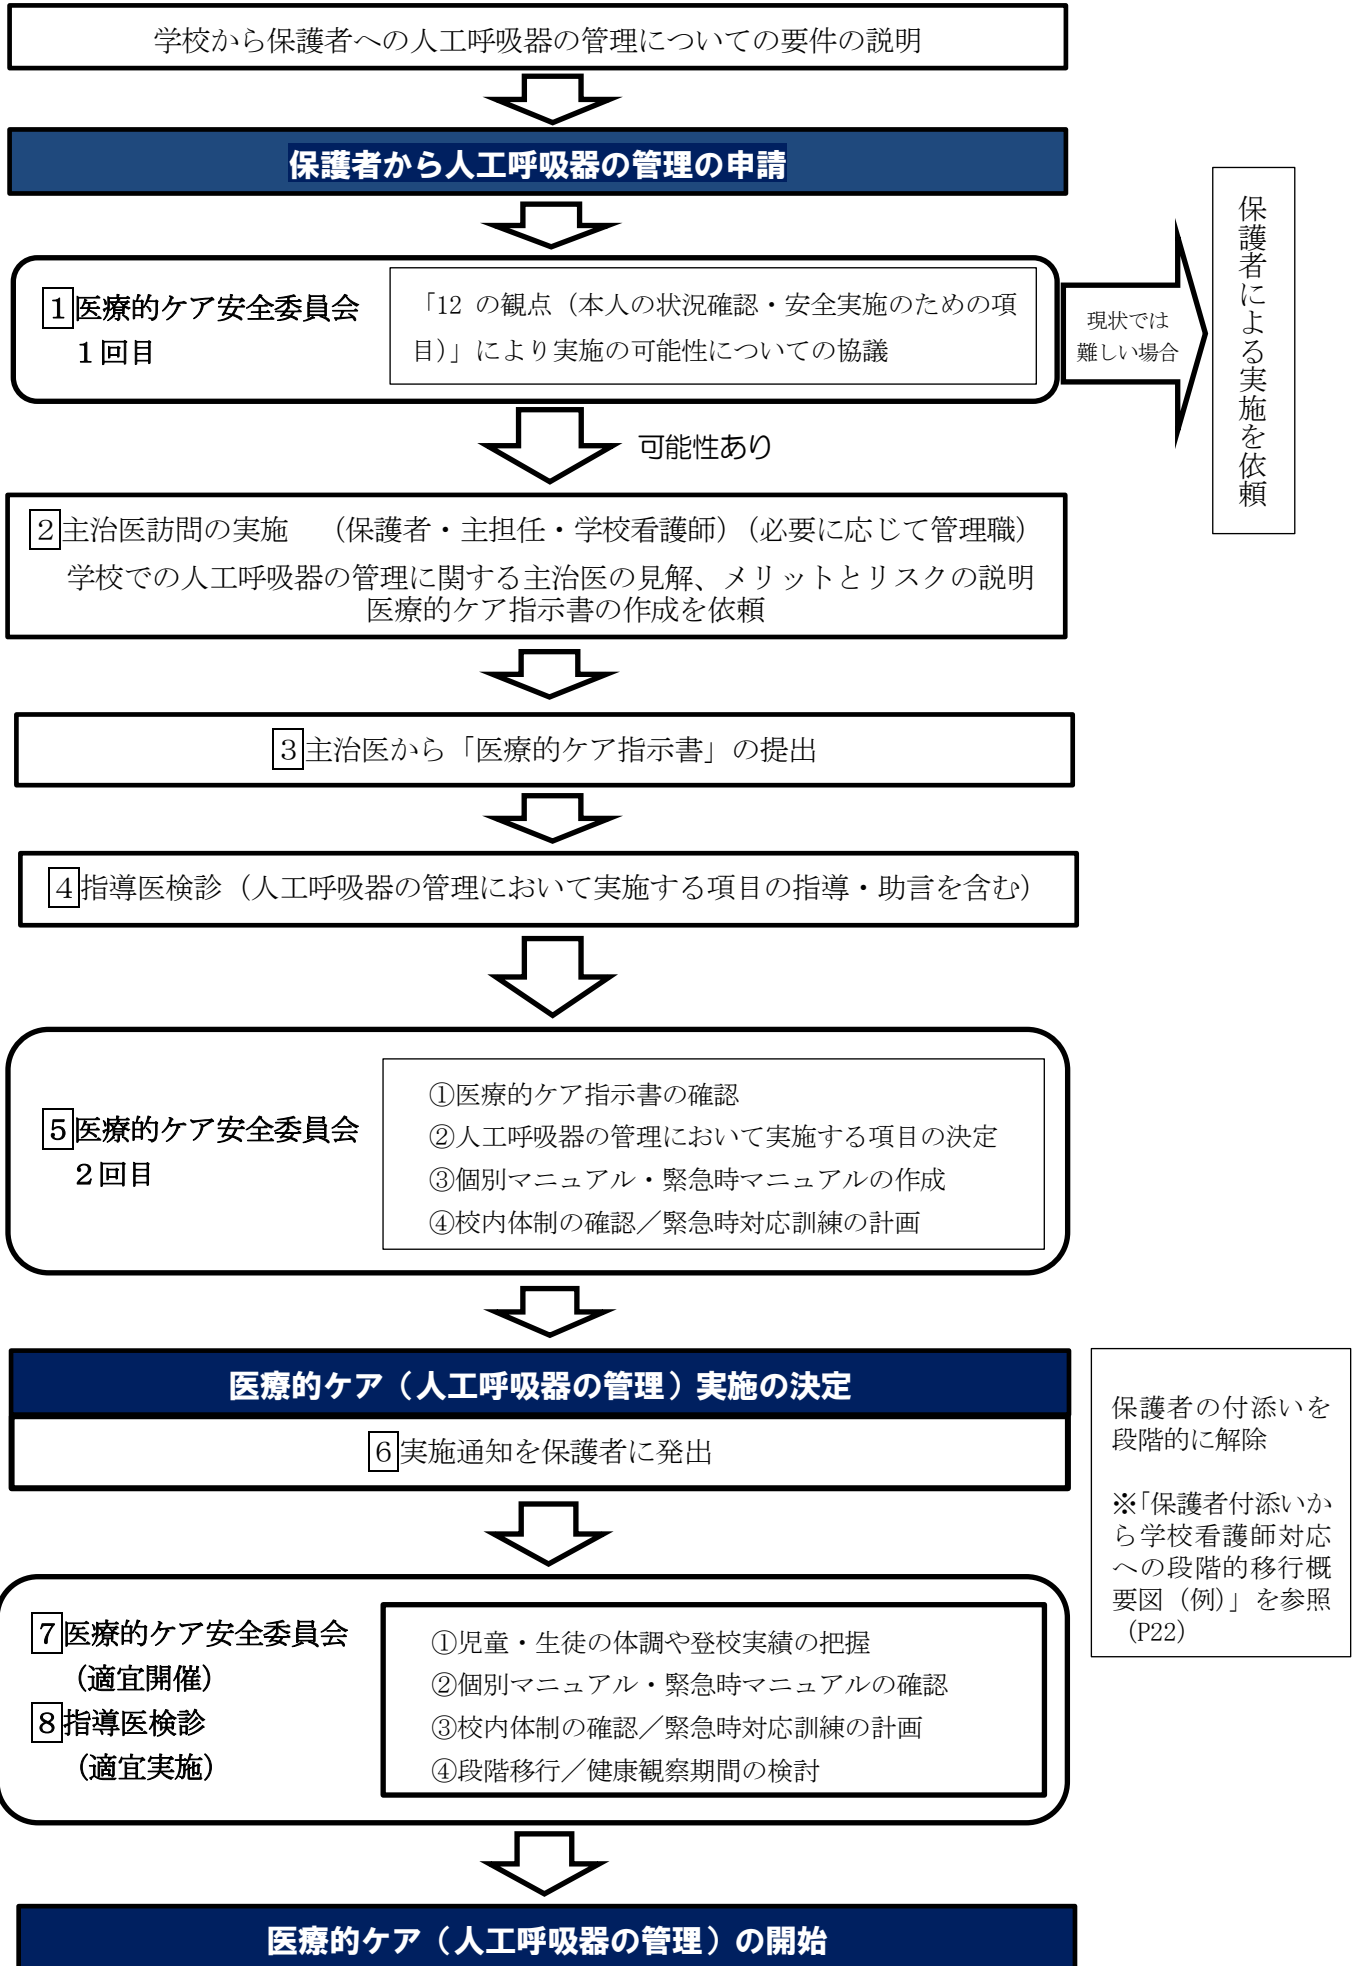 学校から保護者への人工呼吸器の管理についての要件の説明
保護者から人工呼吸器の管理の申請
1医療的ケア安全委員会
１回目
「12 の観点（本人の状況確認・安全実施のための項
目）」により実施の可能性についての協議
現状では
難しい場合
保護者による実施を依頼
可能性あり
2主治医訪問の実施　（保護者・主担任・学校看護師）（必要に応じて管理職）
学校での人工呼吸器の管理に関する主治医の見解、メリットとリスクの説明
医療的ケア指示書の作成を依頼
3主治医から「医療的ケア指示書」の提出
4指導医検診（人工呼吸器の管理において実施する項目の指導・助言を含む）
5医療的ケア安全委員会
２回目
①医療的ケア指示書の確認
②人工呼吸器の管理において実施する項目の決定
③個別マニュアル・緊急時マニュアルの作成
④校内体制の確認／緊急時対応訓練の計画
医療的ケア（人工呼吸器の管理）実施の決定
6実施通知を保護者に発出
保護者の付添いを
段階的に解除
※「保護者付添いか
ら学校看護師対応
への段階的移行概
要図（例）」を参照
（P22）
7医療的ケア安全委員会
（適宜開催）
8指導医検診
（適宜実施）
①児童・生徒の体調や登校実績の把握
②個別マニュアル・緊急時マニュアルの確認
③校内体制の確認／緊急時対応訓練の計画
④段階移行／健康観察期間の検討
医療的ケア（人工呼吸器の管理）の開始